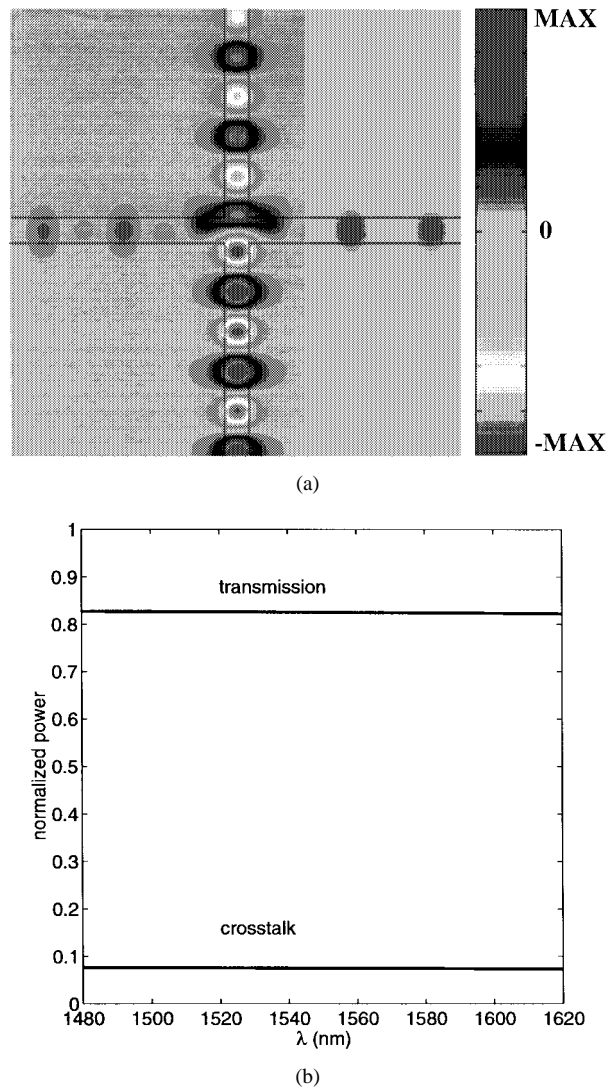 MAX
0
-MAX
(a)
1
0.9
0.8
0.7
0.6
0.5
0.4
0.3
0.2
0.1
0
normalized power
transmission
crosstalk
1480 1500 1520 1540 1560 1580 1600 1620
λ (nm)
(b)